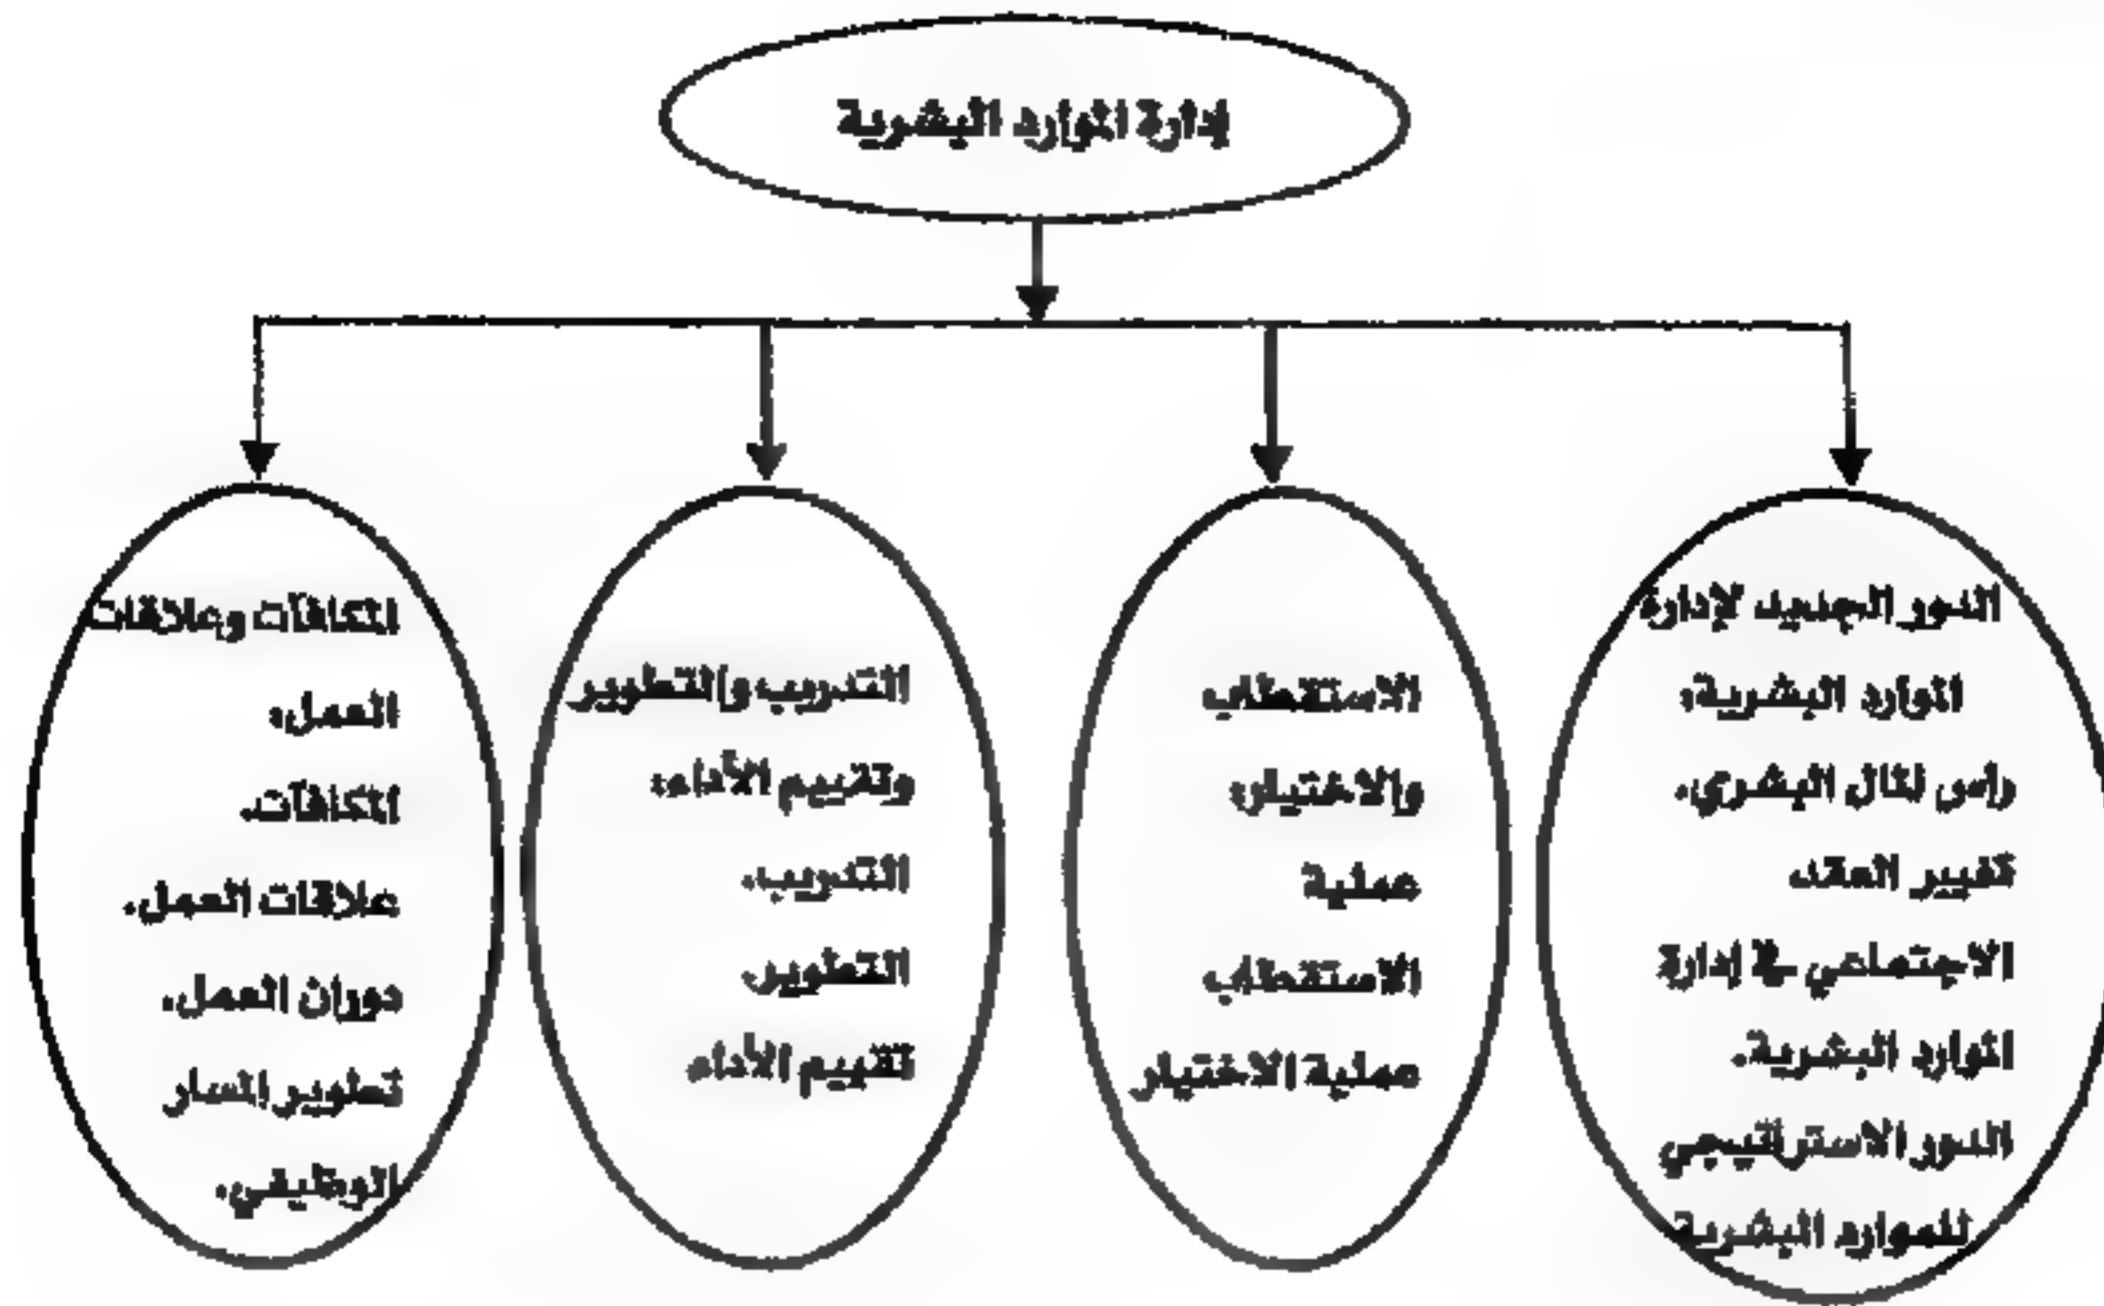 إدارة الموارد البشرية
الدور الجديد لإدارة
الموارد البشرية:
رأس المال البشري.
تغيير العقد
الاجتماعي في إدارة
الموارد البشرية.
الدور الاستراتيجي
للموارد البشرية
الاستقطاب
والاختيار:
عملية
الاستقطاب
عملية الاختيار
التدريب والتطوير
وتقييم الأداء:
التدريب.
التطوير.
تقييم الأداء
المكافآت وعلاقات
العمل:
المكافآت.
علاقات العمل.
دوران العمل.
تطوير المسار
الوظيفي.